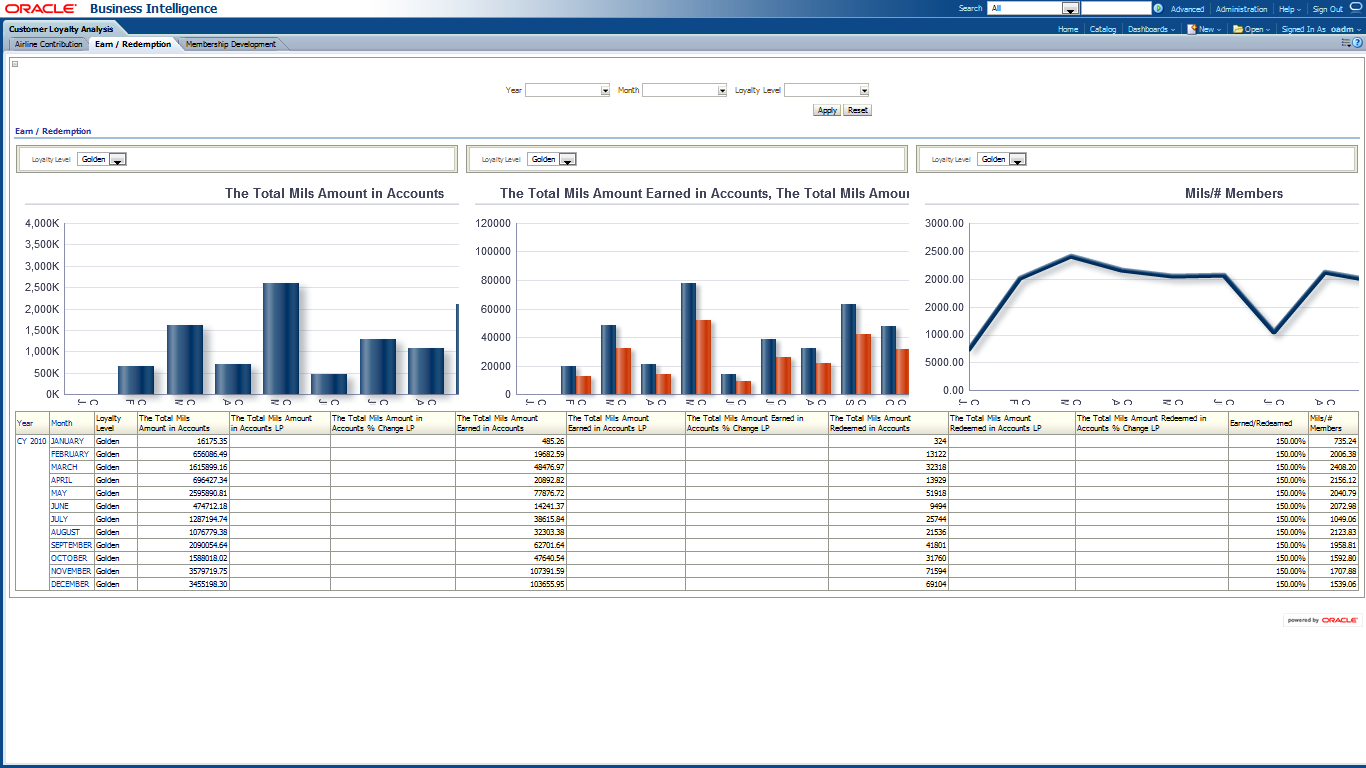 ORACLE Business Intelligence
Search All Advanced Administration Help Sign Out
Customer Loyalty Analysis
Home Catalog Dashboards New Open Signed In As oadm
Airline Contribution Earn / Redemption Membership Development
Year Month Loyalty Level
Apply Reset
Earn / Redemption
Loyalty Level Golden
Loyalty Level Golden
Loyalty Level Golden
The Total Mils Amount in Accounts
4,000K
3,500K
3,000K
2,500K
2,000K
1,500K
1,000K
500K
0K
J. C
F C
M C
A C
M C
J C
J C
A C
The Total Mils Amount Earned in Accounts, The Total Mils Amou
120000
100000
80000
60000
40000
20000
0
J. C
F C
M C
A C
M C
J C
J C
A C
S C
O C
Mils/# Members
3000.00
2500.00
2000.00
2000.00
1000.00
5000.00
0.00
J. C
F C
M C
A C
M C
J C
J C
A C
Year Month Loyalty Level The Total Mils Amount in Accounts The Total Mils Amount in Accounts LP The Total Mils Amount in Accounts % Change LP The Total Mils Amount Earned in Accounts The Total Mils Amount Earned in Accounts LP The Total Mils Amount Earned in Accounts % Change LP The Total Mils Amount Redeemed in Accounts The Total Mils Amount Redeemed in Accounts LP The Total Mils Amount Redeemed in Accounts % Change LP Earned/Redeamed Mils/# Members
CY 2010 JANUARY Golden 16175.35 485.26 324 150.00% 735.24
FEBRUARY Golden 656086.49 19682.59 13122 150.00% 2006.38
MARCH Golden 1615899.16 48476.97 32318 150.00% 2408.20
APRIL Golden 696427.34 20892.82 13929 150.00% 2156.12
MAY Golden 2595890.81 77876.72 51918 150.00% 2040.79
JUNE Golden 474712.18 14241.37 9494 150.00% 2072.98
JULY Golden 1287194.74 38615.84 25744 150.00% 1049.06
AUGUST Golden 1076779.38 32303.38 21536 150.00% 2123.83
SEPTEMBER Golden 2090054.64 62701.64 41801 150.00% 1958.81
OCTOBER Golden 1588018.02 47640.54 31760 150.00% 1592.80
NOVEMBER Golden 3579719.75 107391.59 71594 150.00% 1707.88
DECEMBER Golden 3455198.30 103655.95 69104 150.00% 1539.06
powered by ORACLE